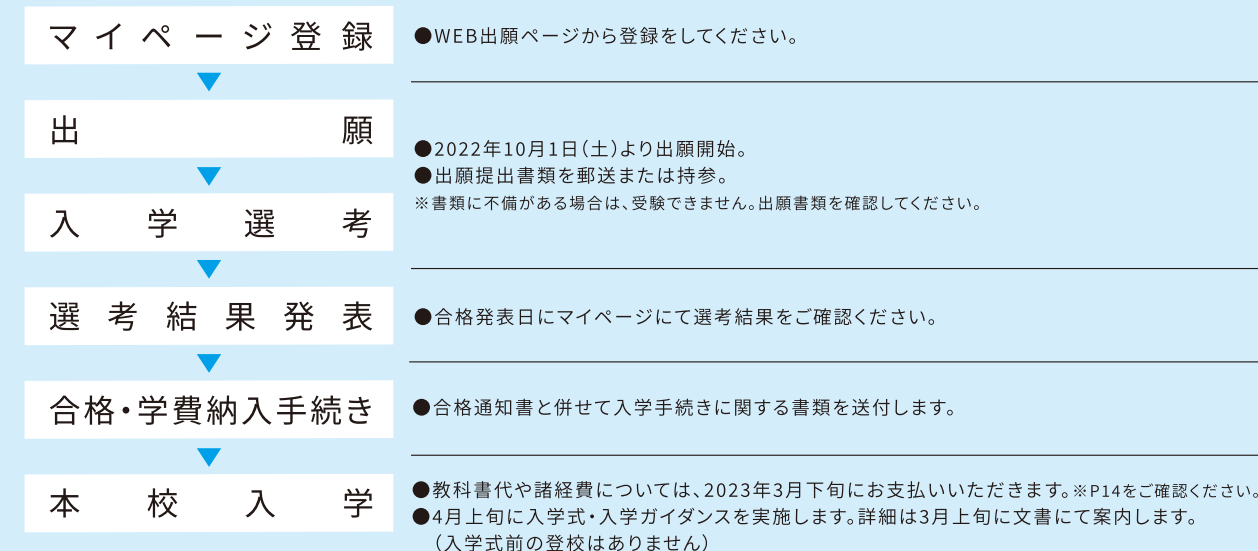 マイページ登録
●WEB出願ページから登録をしてください。
出願
●2022年10月1日(土)より出願開始。
●出願提出書類を郵送または持参。
※書類に不備がある場合は、受験できません。出願書類を確認してください。
入学選考
選考結果発表
●合格発表日にマイページにて選考結果をご確認ください。
合格・学費納入手続き
●合格通知書と併せて入学手続きに関する書類を送付します。
本校入学
●教科書代や諸経費については、2023年3月下旬にお支払いいただきます。※P14をご確認ください。
●4月上旬に入学式・入学ガイダンスを実施します。詳細は3月上旬に文書にて案内します。
(入学式前の登校はありません)